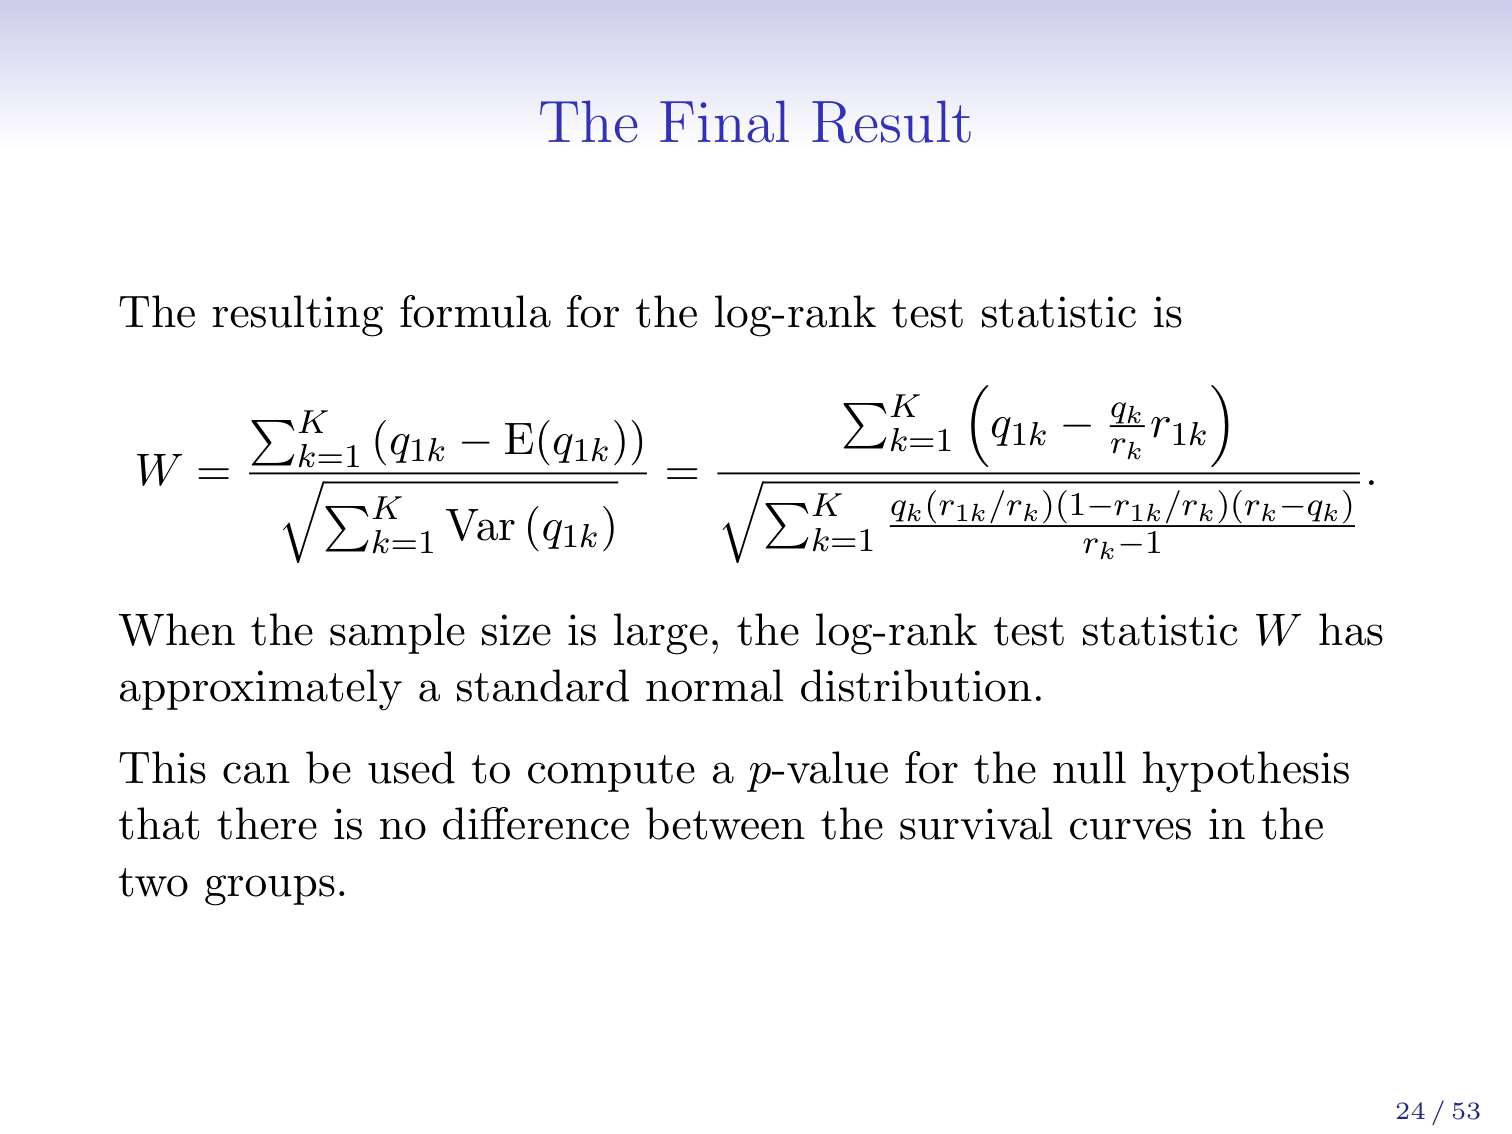 The Final Result
The resulting formula for the log-rank test statistic is
$W = \frac{\sum_{k=1}^{K} (q_{1k} - \mathrm{E}(q_{1k}))}{\sqrt{\sum_{k=1}^{K} \mathrm{Var}(q_{1k})}} = \frac{\sum_{k=1}^{K} \left(q_{1k} - \frac{q_k}{r_k} r_{1k}\right)}{\sqrt{\sum_{k=1}^{K} \frac{q_k(r_{1k}/r_k)(1-r_{1k}/r_k)(r_k-q_k)}{r_k-1}}}.$
When the sample size is large, the log-rank test statistic $W$ has
approximately a standard normal distribution.
This can be used to compute a $p$-value for the null hypothesis
that there is no difference between the survival curves in the
two groups.
24 / 53